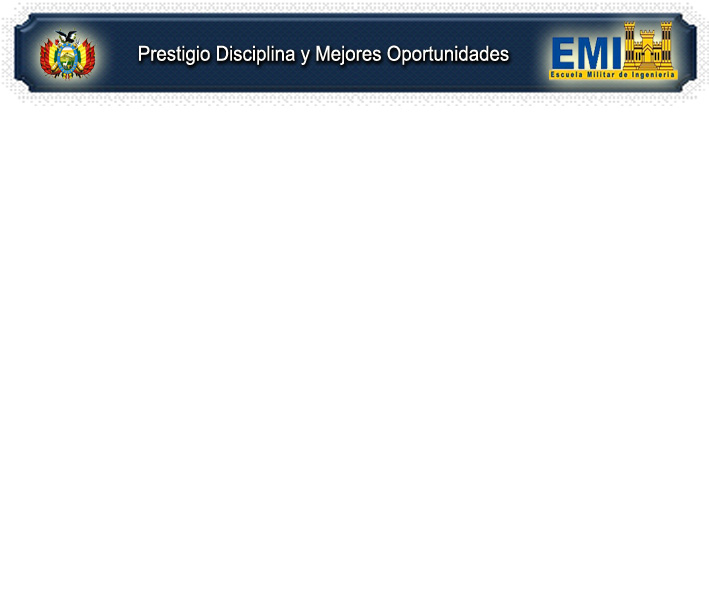 Prestigio Disciplina y Mejores Oportunidades
EMI
Escuela Militar de Ingeniería